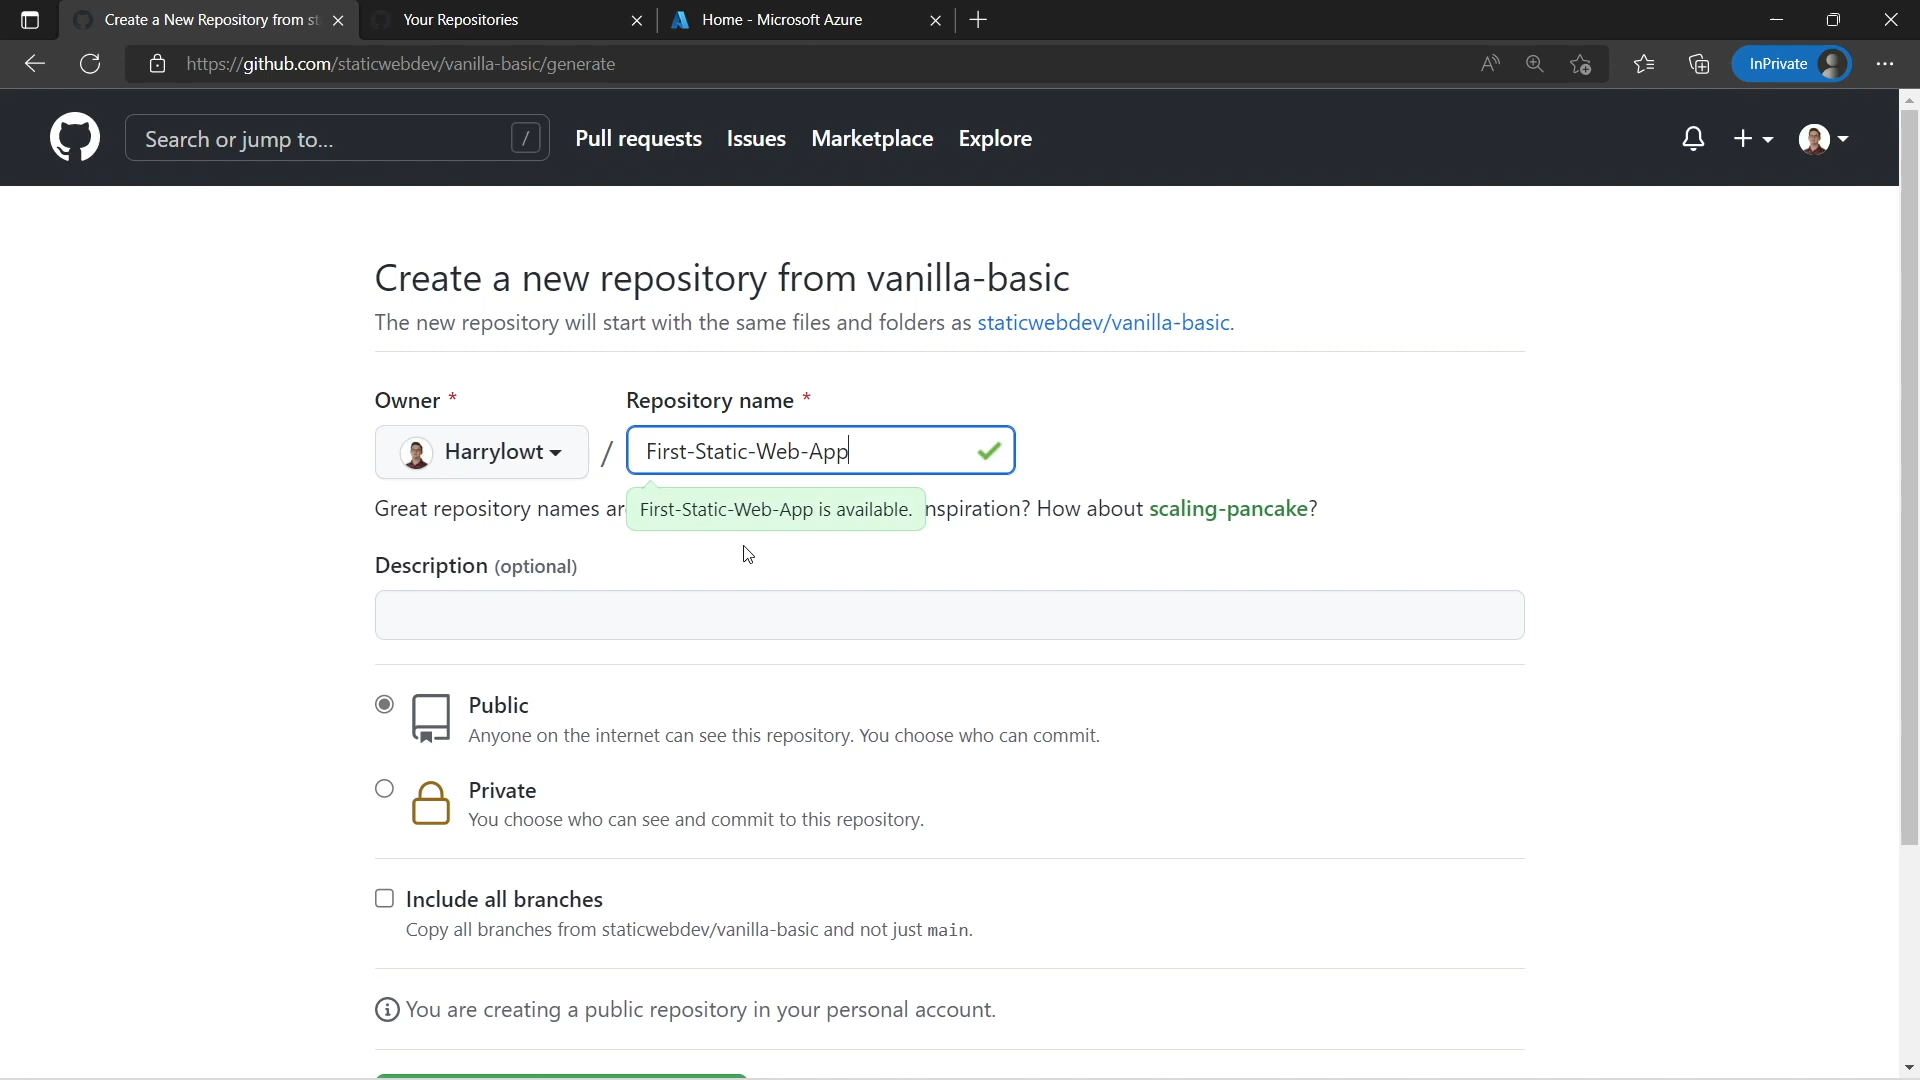 Create a New Repository from st
Your Repositories
Home - Microsoft Azure
https://github.com/staticwebdev/vanilla-basic/generate
InPrivate
Search or jump to...
/
Pull requests
Issues
Marketplace
Explore
Create a new repository from vanilla-basic
The new repository will start with the same files and folders as staticwebdev/vanilla-basic.
Owner *
Repository name *
Harrylowt
/
First-Static-Web-App
Great repository names ar
First-Static-Web-App is available.
nspiration? How about scaling-pancake?
Description (optional)
Public
Anyone on the internet can see this repository. You choose who can commit.
Private
You choose who can see and commit to this repository.
Include all branches
Copy all branches from staticwebdev/vanilla-basic and not just main.
You are creating a public repository in your personal account.